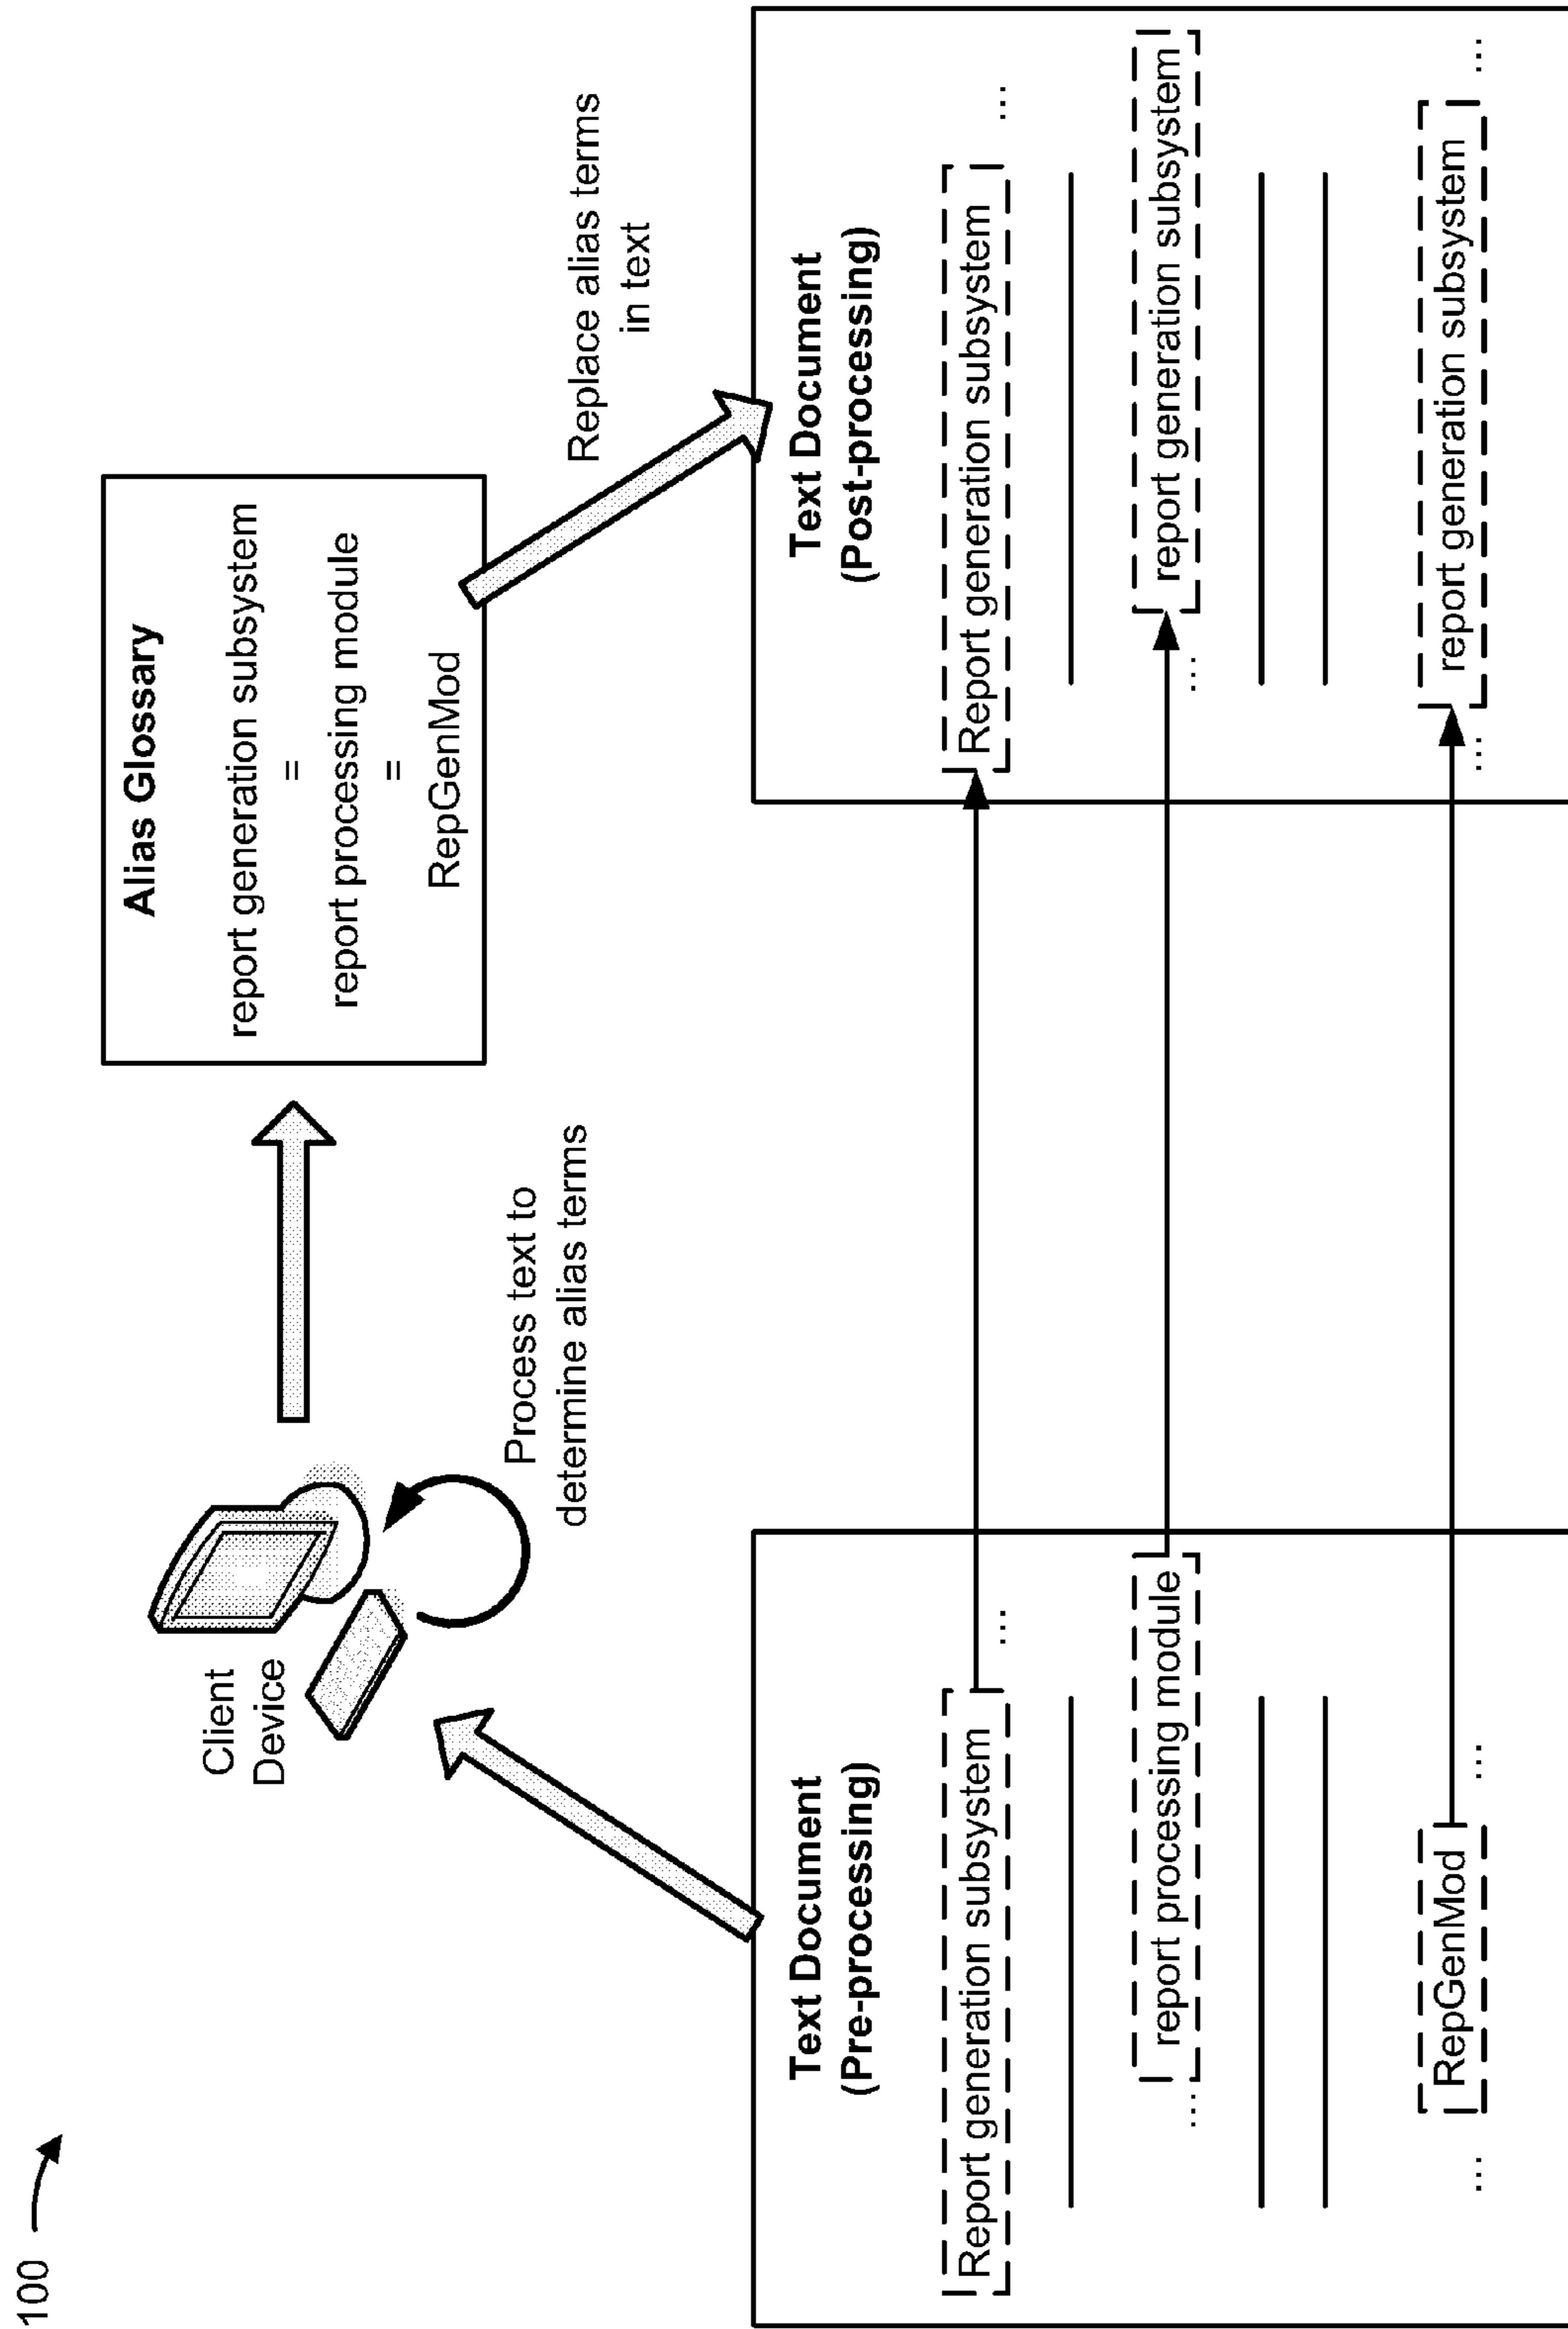 100
Client
Device
Process text to
determine alias terms
Alias Glossary
report generation subsystem
=
report processing module
=
RepGenMod
Replace alias terms
in text
Text Document
(Pre-processing)
Report generation subsystem ...
... report processing module
... RepGenMod ...
Text Document
(Post-processing)
Report generation subsystem ...
... report generation subsystem
... report generation subsystem ...